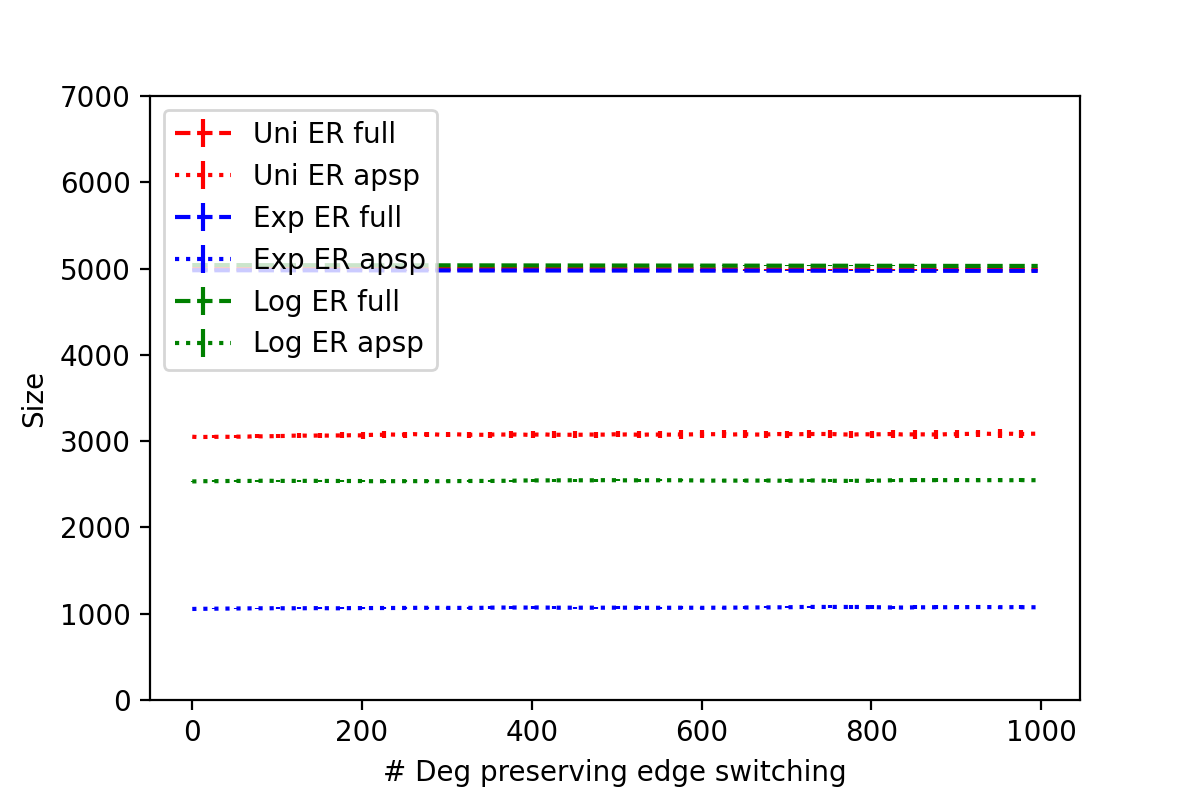 7000
6000
5000
4000
3000
2000
1000
0
Size
Uni ER full
Uni ER apsp
Exp ER full
Exp ER apsp
Log ER full
Log ER apsp
0 200 400 600 800 1000
# Deg preserving edge switching